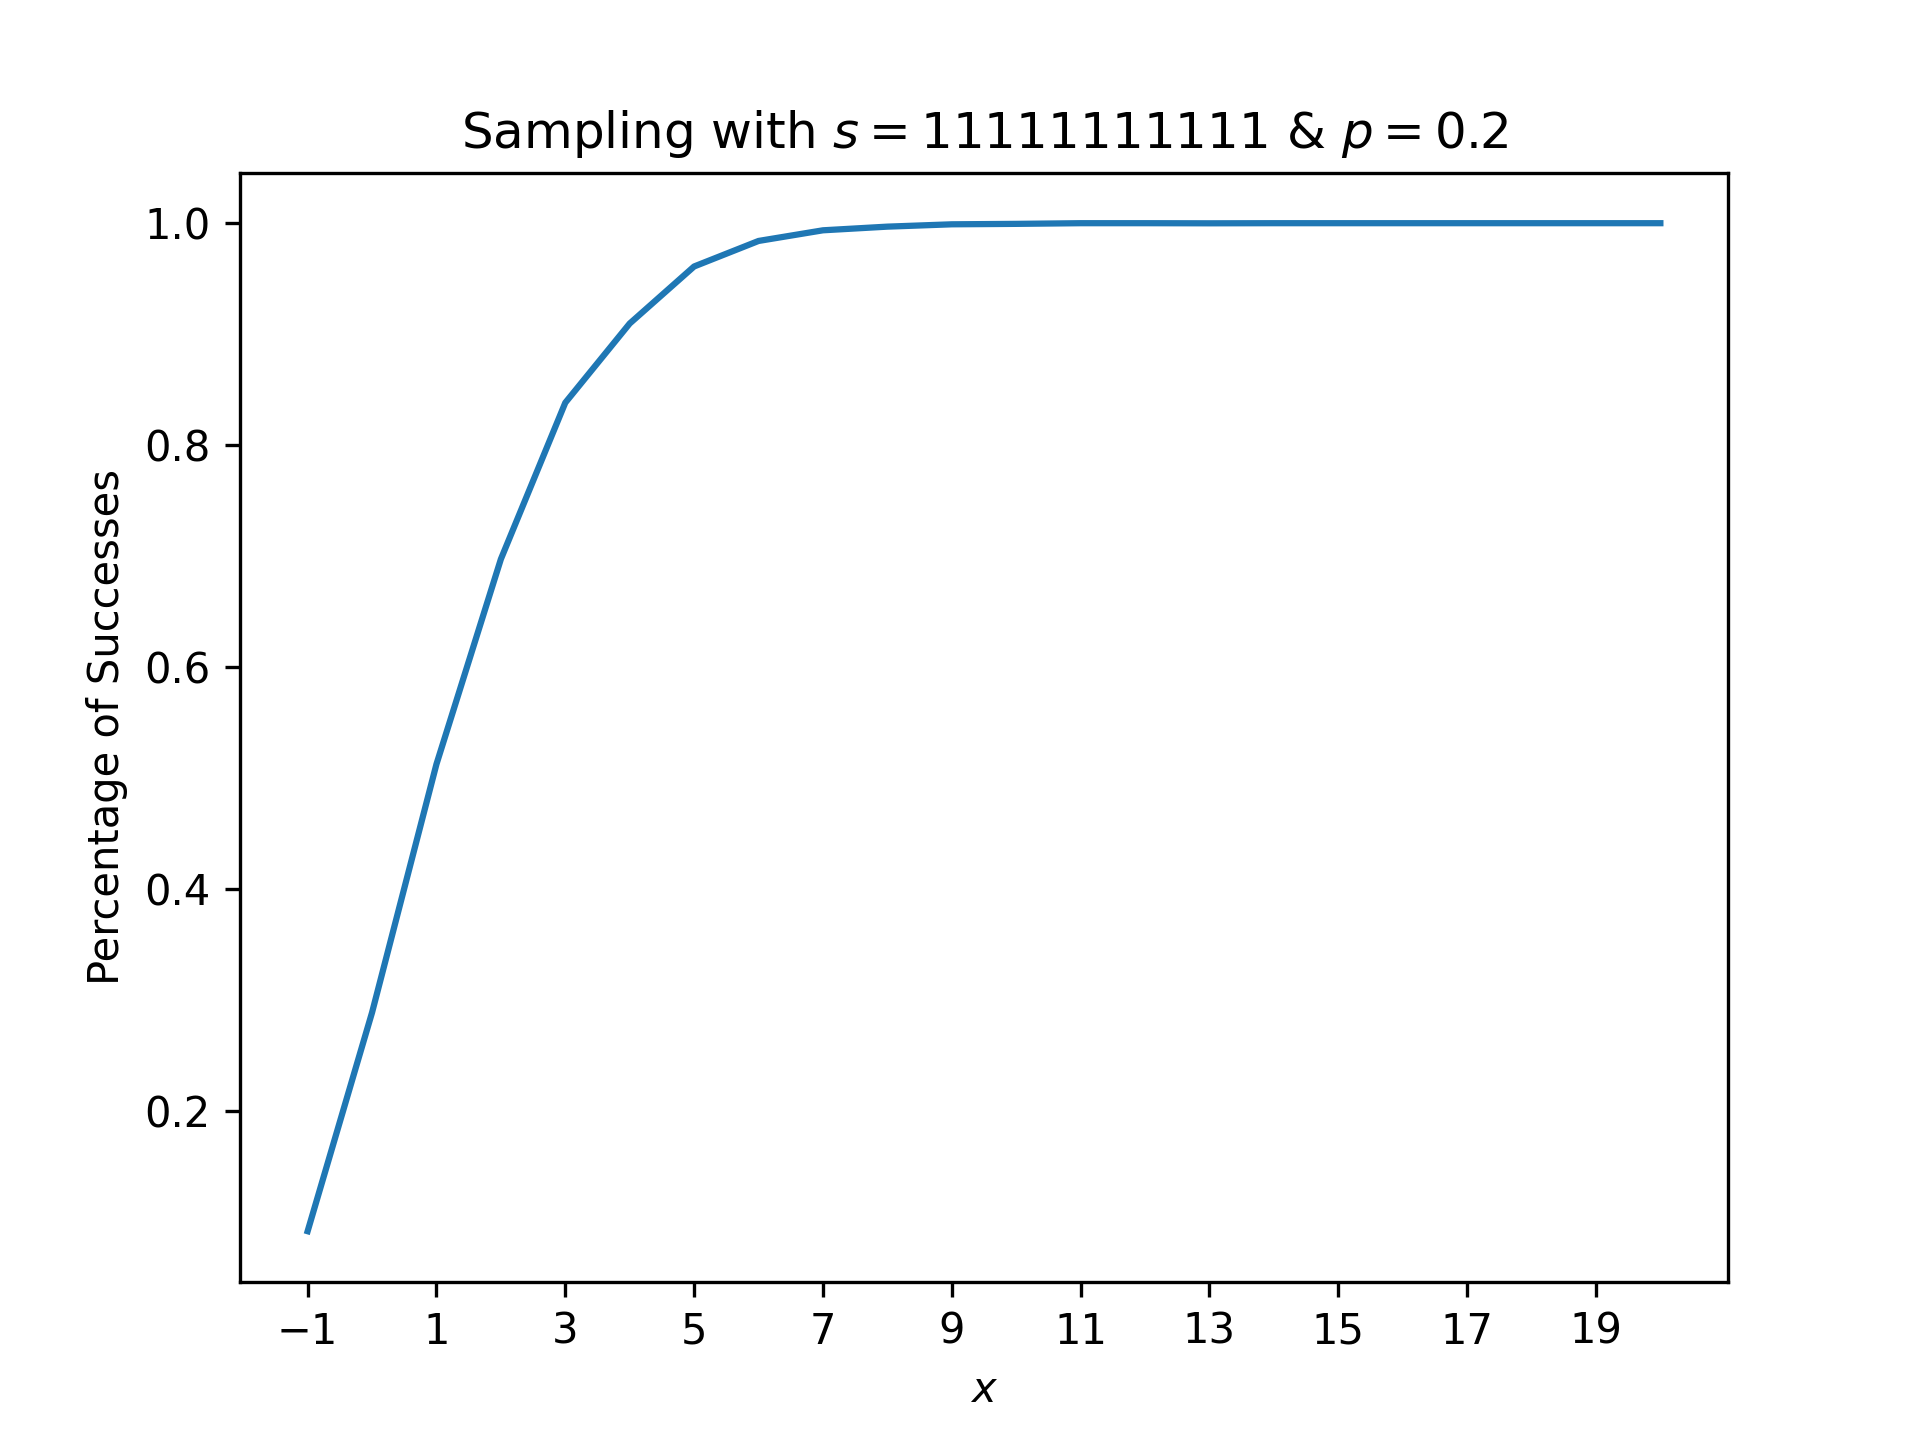 Sampling with s = 11111111111 & p = 0.2
Percentage of Successes
1.0
0.8
0.6
0.4
0.2
−1 1 3 5 7 9 11 13 15 17 19
x